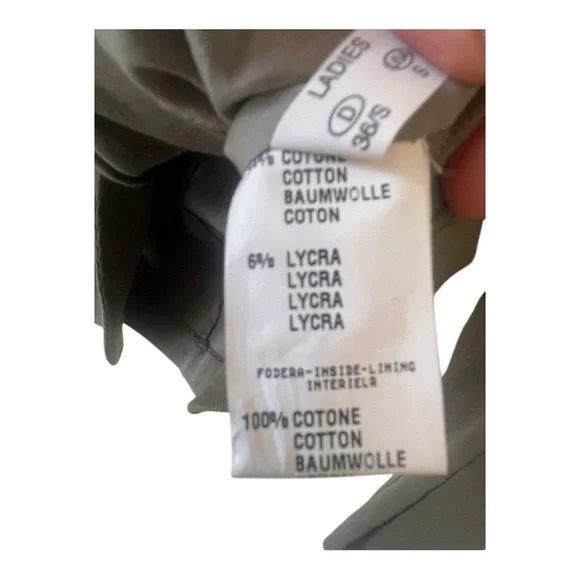 LADIES
D
36/S
S
% COTONE
COTTON
BAUMWOLLE
COTON
6% LYCRA
LYCRA
LYCRA
LYCRA
FODERA-INSIDE-LINING
INTERIEUR
100% COTONE
COTTON
BAUMWOLLE